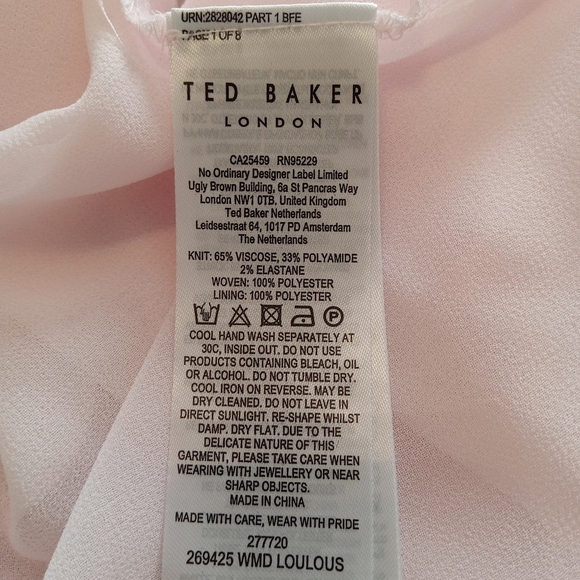 URN:2828042 PART 1 BFE
PAGE 1 OF 8
TED BAKER
LONDON
CA25459 RN95229
No Ordinary Designer Label Limited
Ugly Brown Building, 6a St Pancras Way
London NW1 0TB. United Kingdom
Ted Baker Netherlands
Leidsestraat 64, 1017 PD Amsterdam
The Netherlands
KNIT: 65% VISCOSE, 33% POLYAMIDE
2% ELASTANE
WOVEN: 100% POLYESTER
LINING: 100% POLYESTER
COOL HAND WASH SEPARATELY AT
30C, INSIDE OUT. DO NOT USE
PRODUCTS CONTAINING BLEACH, OIL
OR ALCOHOL. DO NOT TUMBLE DRY.
COOL IRON ON REVERSE. MAY BE
DRY CLEANED. DO NOT LEAVE IN
DIRECT SUNLIGHT. RE-SHAPE WHILST
DAMP. DRY FLAT. DUE TO THE
DELICATE NATURE OF THIS
GARMENT, PLEASE TAKE CARE WHEN
WEARING WITH JEWELLERY OR NEAR
SHARP OBJECTS.
MADE IN CHINA
MADE WITH CARE, WEAR WITH PRIDE
277720
269425 WMD LOULOUS